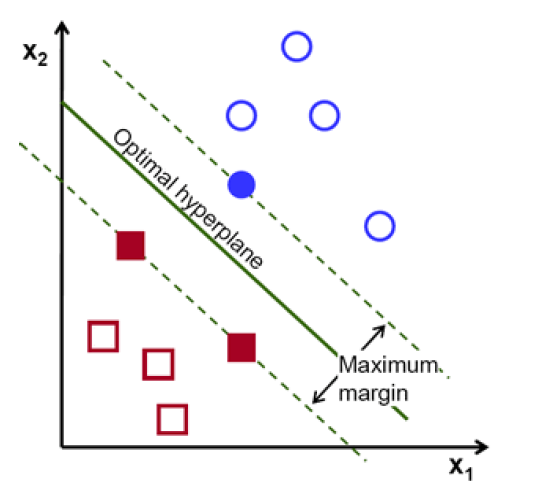 x₂
Optimal hyperplane
Maximum
margin
x₁